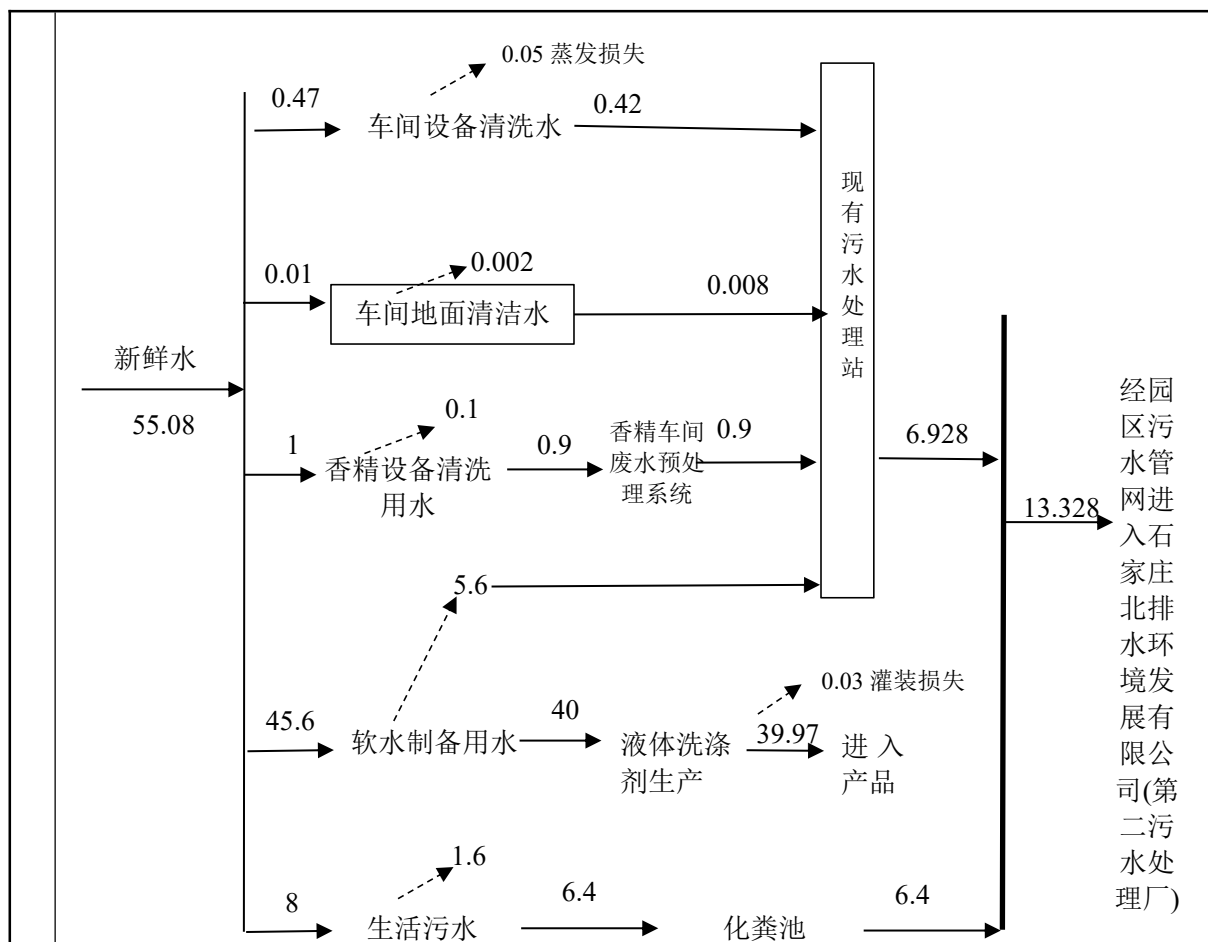 0.05 蒸发损失
0.47
车间设备清洗水
0.42
现
有
污
水
处
理
站
0.01
0.002
车间地面清洁水
0.008
新鲜水
55.08
1
0.1
香精设备清洗
用水
0.9
香精车间
废水预处
理系统
0.9
6.928
13.328
经园
区污
水管
网进
入石
家庄
北排
水环
境发
展有
限公
司(第
二污
水处
理厂)
5.6
45.6
软水制备用水
40
液体洗涤
剂生产
0.03 灌装损失
39.97
进 入
产品
8
1.6
生活污水
6.4
化粪池
6.4